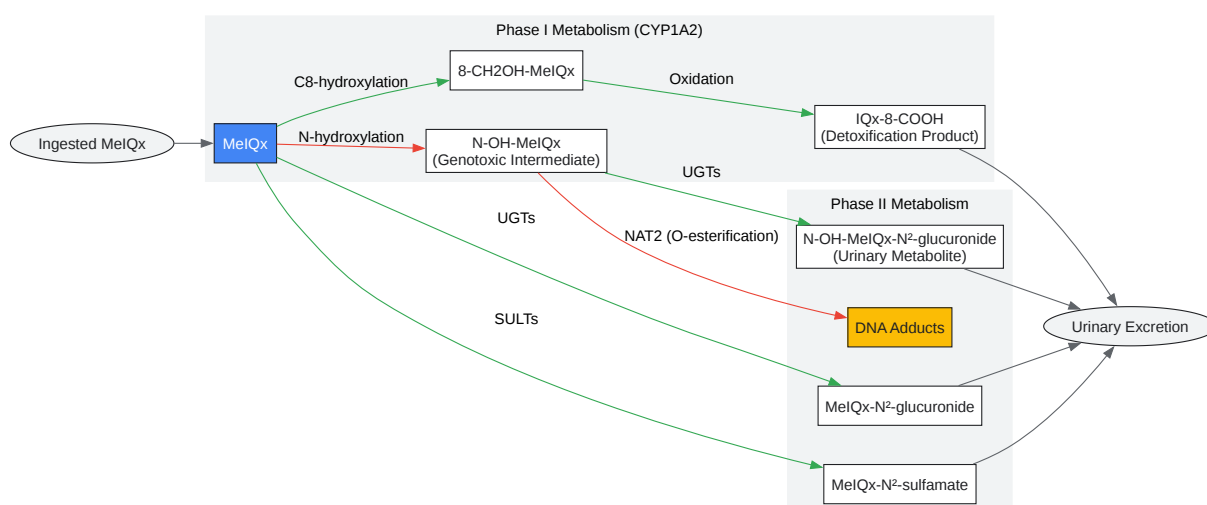 Phase I Metabolism (CYP1A2)
8-CH2OH-MeIQx
C8-hydroxylation
Oxidation
IQx-8-COOH
(Detoxification Product)
Ingested MeIQx
MeIQx
N-hydroxylation
N-OH-MeIQx
(Genotoxic Intermediate)
UGTs
Phase II Metabolism
UGTs
NAT2 (O-esterification)
N-OH-MeIQx-N²-glucuronide
(Urinary Metabolite)
SULTs
DNA Adducts
Urinary Excretion
MeIQx-N²-glucuronide
MeIQx-N²-sulfamate